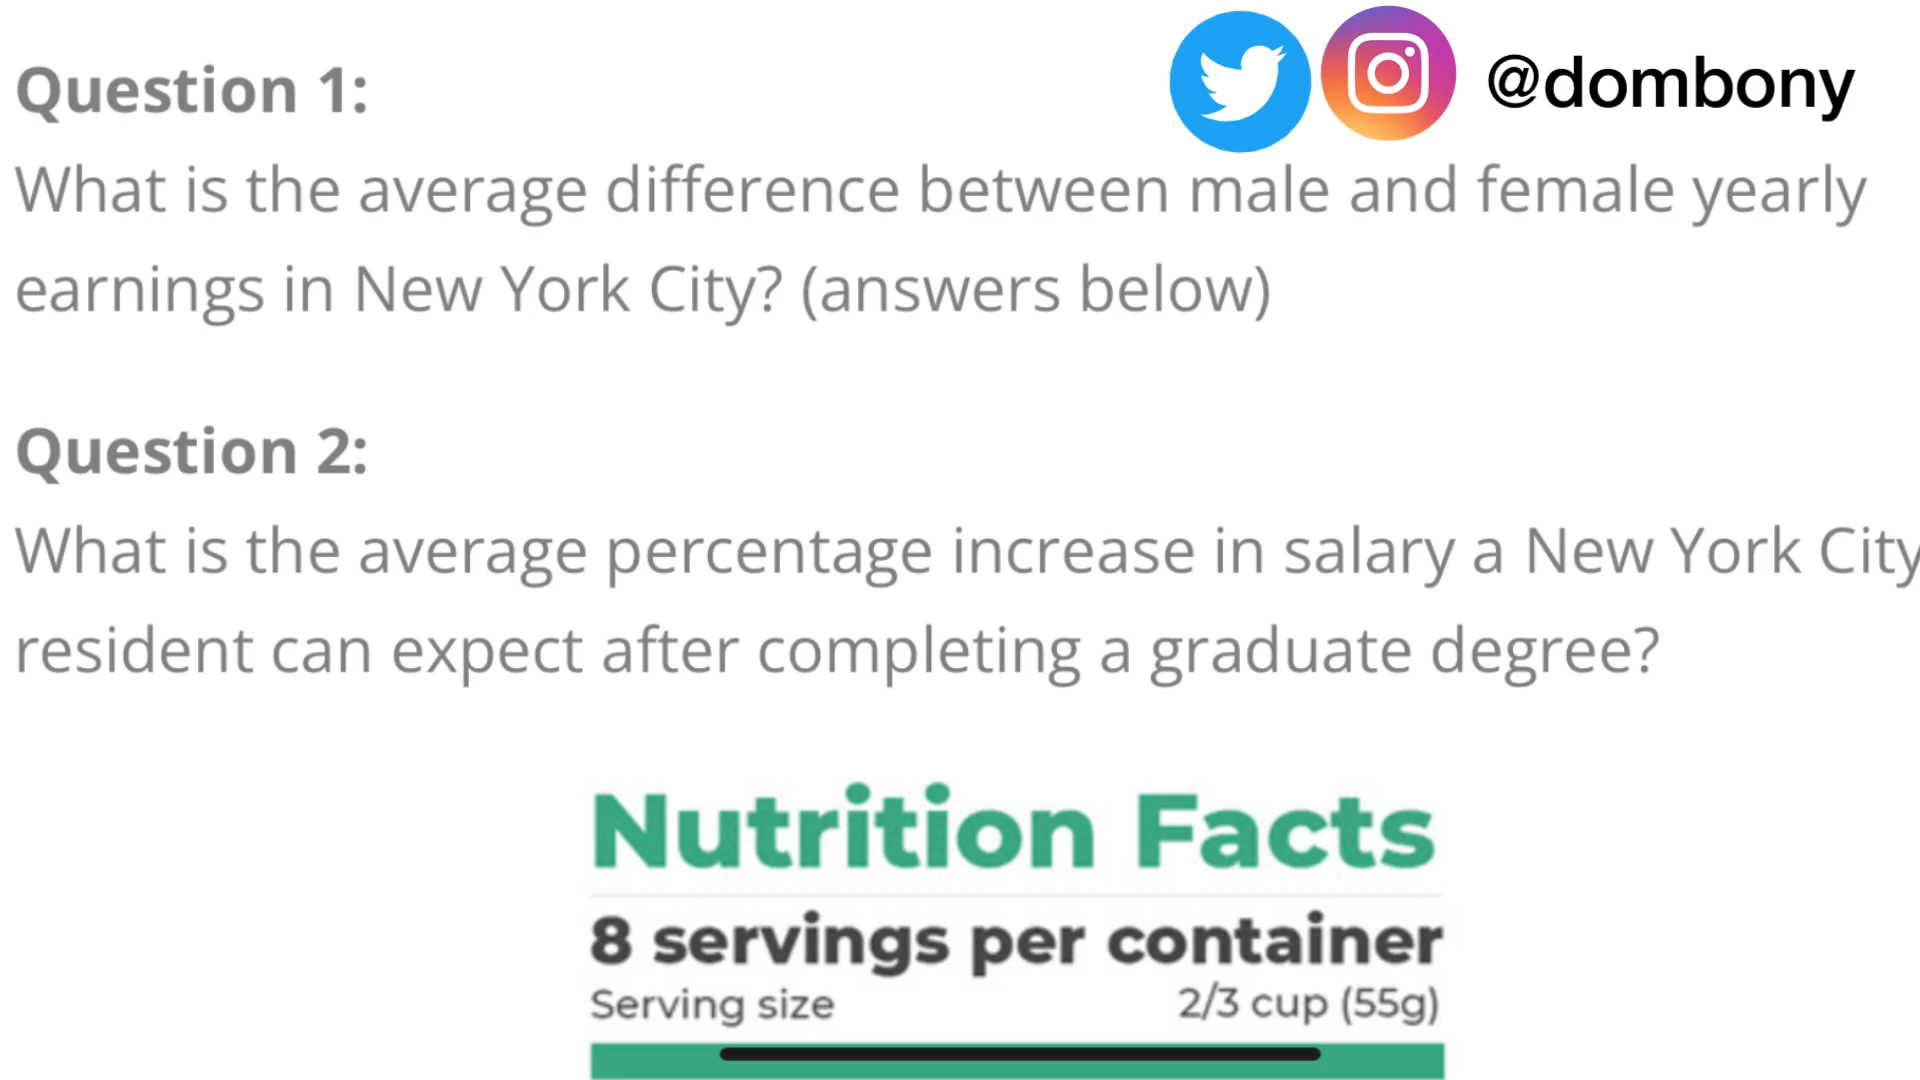 @dombony
Question 1:
What is the average difference between male and female yearly
earnings in New York City? (answers below)
Question 2:
What is the average percentage increase in salary a New York City
resident can expect after completing a graduate degree?
Nutrition Facts
8 servings per container
Serving size 2/3 cup (55g)